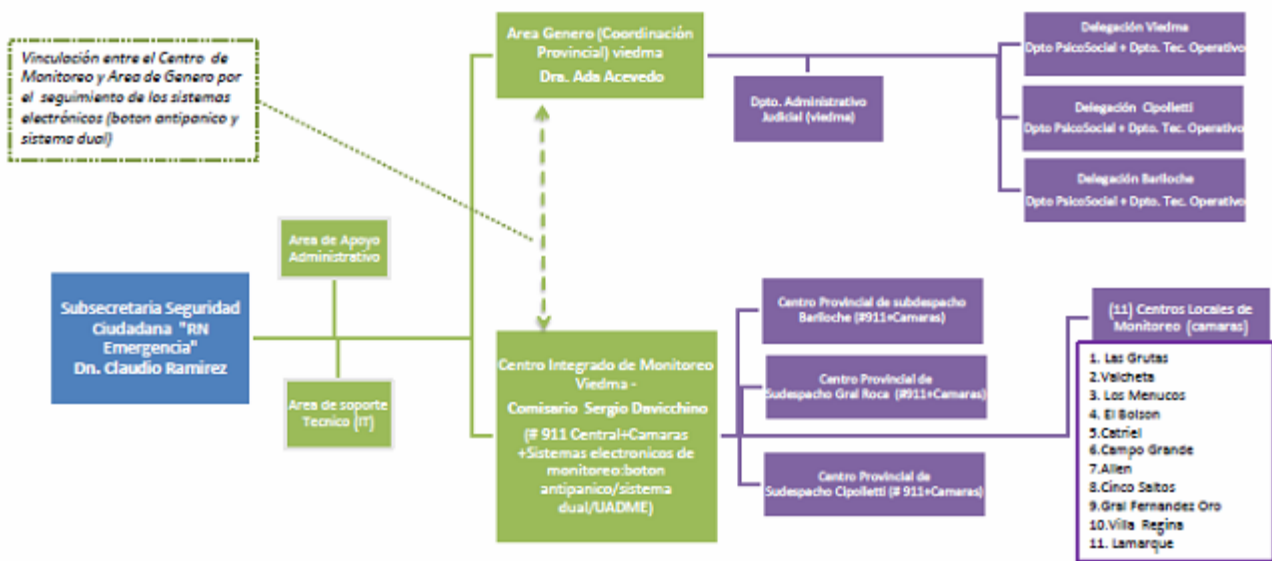 Vinculación entre el Centro de
Monitoreo y Area de Genero por
el seguimiento de los sistemas
electrónicos (boton antipanico y
sistema dual)
Area Genero (Coordinación
Provincial) viedma
Dra. Ada Acevedo
Dpto. Administrativo
Judicial (viedma)
Delegación Viedma
Dpto PsicoSocial + Dpto. Tec. Operativo
Delegación Cipolletti
Dpto PsicoSocial + Dpto. Tec. Operativo
Delegación Bariloche
Dpto PsicoSocial + Dpto. Tec. Operativo
Area de Apoyo
Administrativo
Subsecretaria Seguridad
Ciudadana "RN
Emergencia"
Dn. Claudio Ramirez
Area de soporte
Tecnico (IT)
Centro Integrado de Monitoreo
Viedma -
Comisario Sergio Davicchino
(# 911 Central+Camaras
+Sistemas electronicos de
monitoreo:boton
antipanico/sistema
dual/UADME)
Centro Provincial de subdespacho
Bariloche (#911+Camaras)
Centro Provincial de
Sudespacho Gral Roca (#911+Camaras)
Centro Provincial de
Sudespacho Cipolletti (# 911+Camaras)
(11) Centros Locales de
Monitoreo (camaras)
1. Las Grutas
2.Valcheta
3. Los Menucos
4. El Bolson
5.Catriel
6.Campo Grande
7.Allen
8.Cinco Saltos
9.Gral Fernandez Oro
10.Villa Regina
11. Lamarque